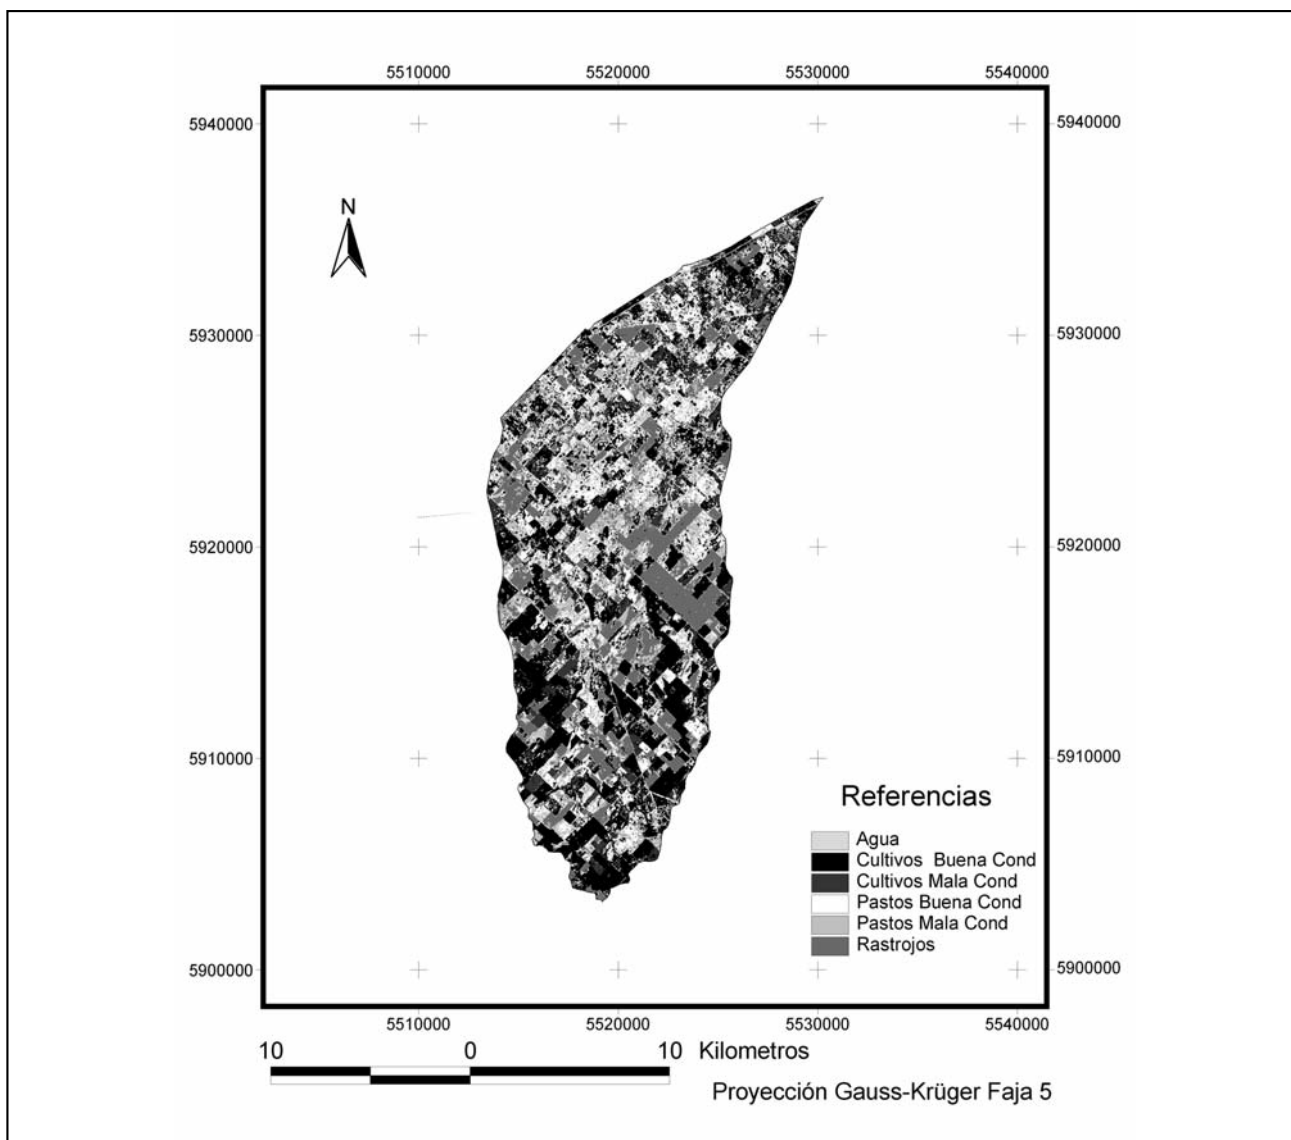 5510000 5520000 5530000 5540000
5940000 5940000
N
5930000 5930000
5920000 5920000
5910000 5910000
Referencias
Agua
Cultivos Buena Cond
Cultivos Mala Cond
Pastos Buena Cond
Pastos Mala Cond
Rastrojos
5900000 5900000
5510000 5520000 5530000 5540000
10 0 10 Kilometros
Proyección Gauss-Krüger Faja 5